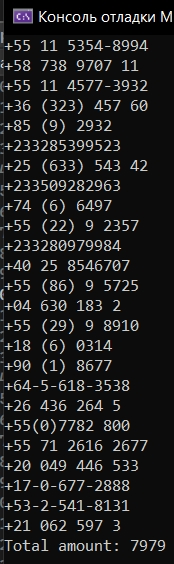 Консоль отладки M
+55 11 5354-8994
+58 738 9707 11
+55 11 4577-3932
+36 (323) 457 60
+85 (9) 2932
+233285399523
+25 (633) 543 42
+233509282963
+74 (6) 6497
+55 (22) 9 2357
+233280979984
+40 25 8546707
+55 (86) 9 5725
+04 630 183 2
+55 (29) 9 8910
+18 (6) 0314
+90 (1) 8677
+64-5-618-3538
+26 436 264 5
+55(0)7782 800
+55 71 2616 2677
+20 049 446 533
+17-0-677-2888
+53-2-541-8131
+21 062 597 3
Total amount: 7979